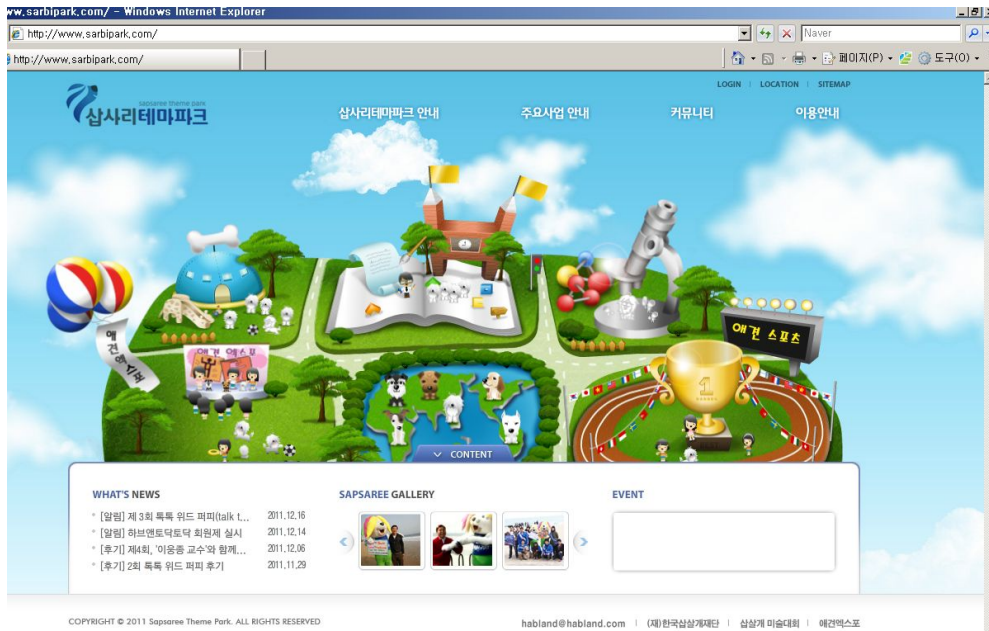 ww.sarbipark.com/ - Windows Internet Explorer
http://www.sarbipark.com/
Naver
http://www.sarbipark.com/
페이지(P)
도구(O)
LOGIN | LOCATION | SITEMAP
sapsaree theme park
삽사리테마파크
삽사리테마파크 안내
주요사업 안내
커뮤니티
이용안내
애견 스포츠
애견엑스포
애견 엑스포
1
CONTENT
WHAT'S NEWS
[알림] 제 3회 톡톡 위드 퍼피(talk t... 2011.12.16
[알림] 하브앤토닥토닥 회원제 실시 2011.12.14
[후기] 제4회, '이웅종 교수'와 함께... 2011.12.06
[후기] 2회 톡톡 위드 퍼피 후기 2011.11.29
SAPSAREE GALLERY
EVENT
COPYRIGHT © 2011 Sapsaree Theme Park. ALL RIGHTS RESERVED
habland@habland.com | (재)한국삽살개재단 | 삽살개 미술대회 | 애견엑스포